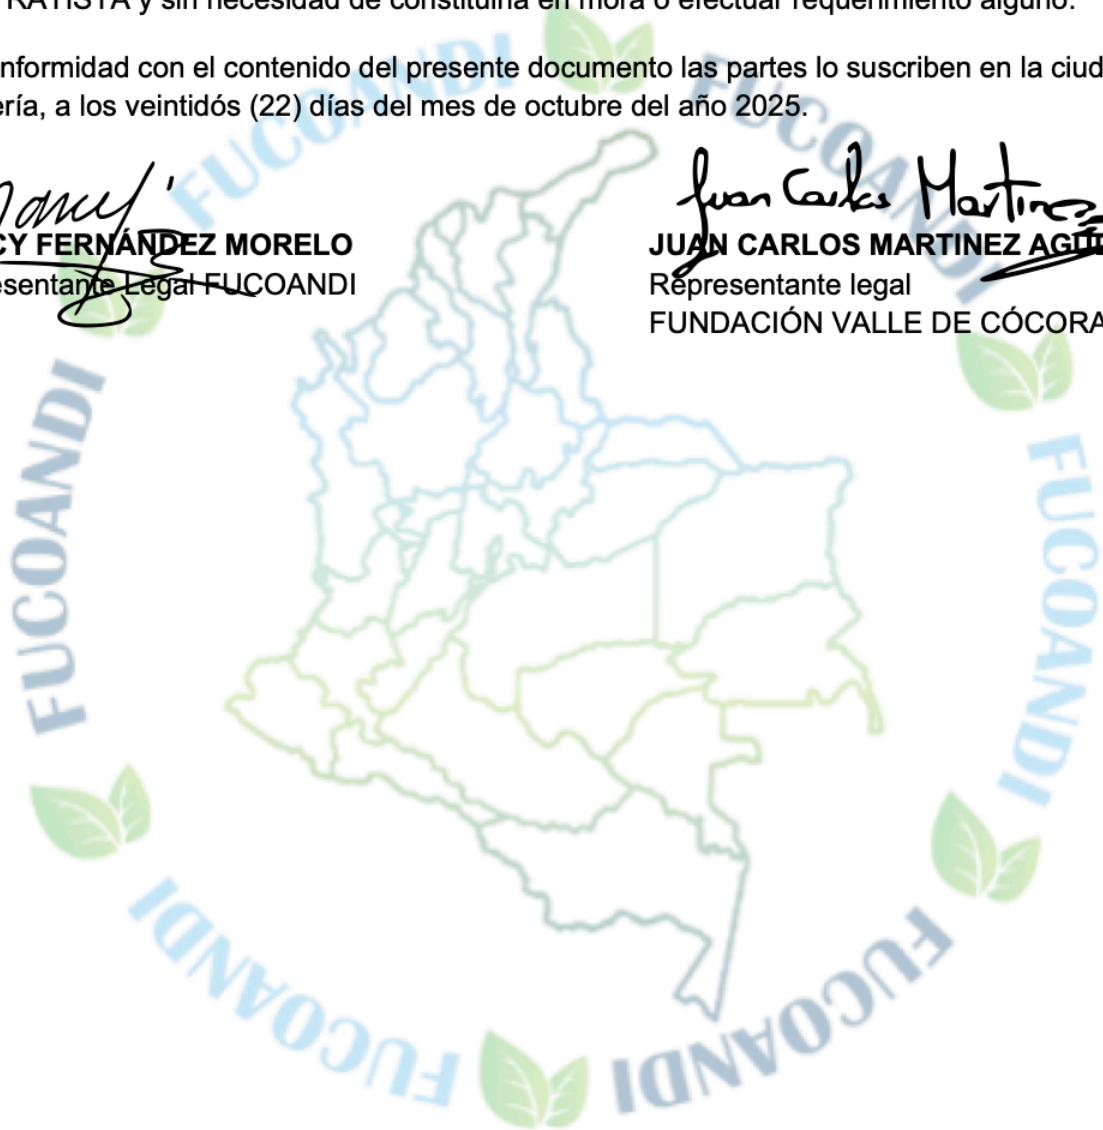 RATISTA y sin necesidad de constituirla en mora o efectuar requerimiento alguno.
nformidad con el contenido del presente documento las partes lo suscriben en la ciud
ería, a los veintidós (22) días del mes de octubre del año 2025.
Juan Carlos Martinez
CY FERNÁNDEZ MORELO
esentante Legal FUCOANDI
JUAN CARLOS MARTINEZ AGUD
Representante legal
FUNDACIÓN VALLE DE CÓCORA
FUCOANDI
FUCOANDI
FUCOANDI
FUCOANDI
FUCOANDI
FUCOANDI